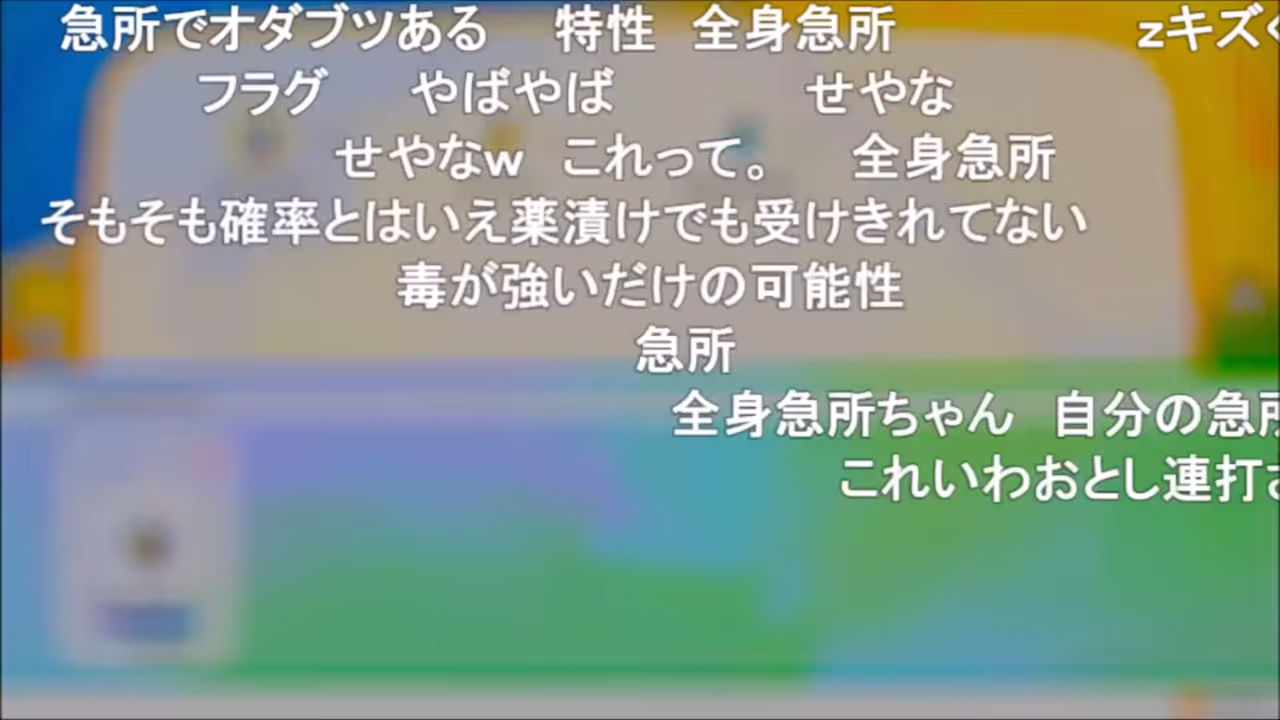 急所でオダブツある 特性 全身急所 zキズく
フラグ やばやば せやな
せやなw これって。 全身急所
そもそも確率とはいえ薬漬けでも受けきれてない
毒が強いだけの可能性
急所
全身急所ちゃん 自分の急所
これいわおとし連打さ